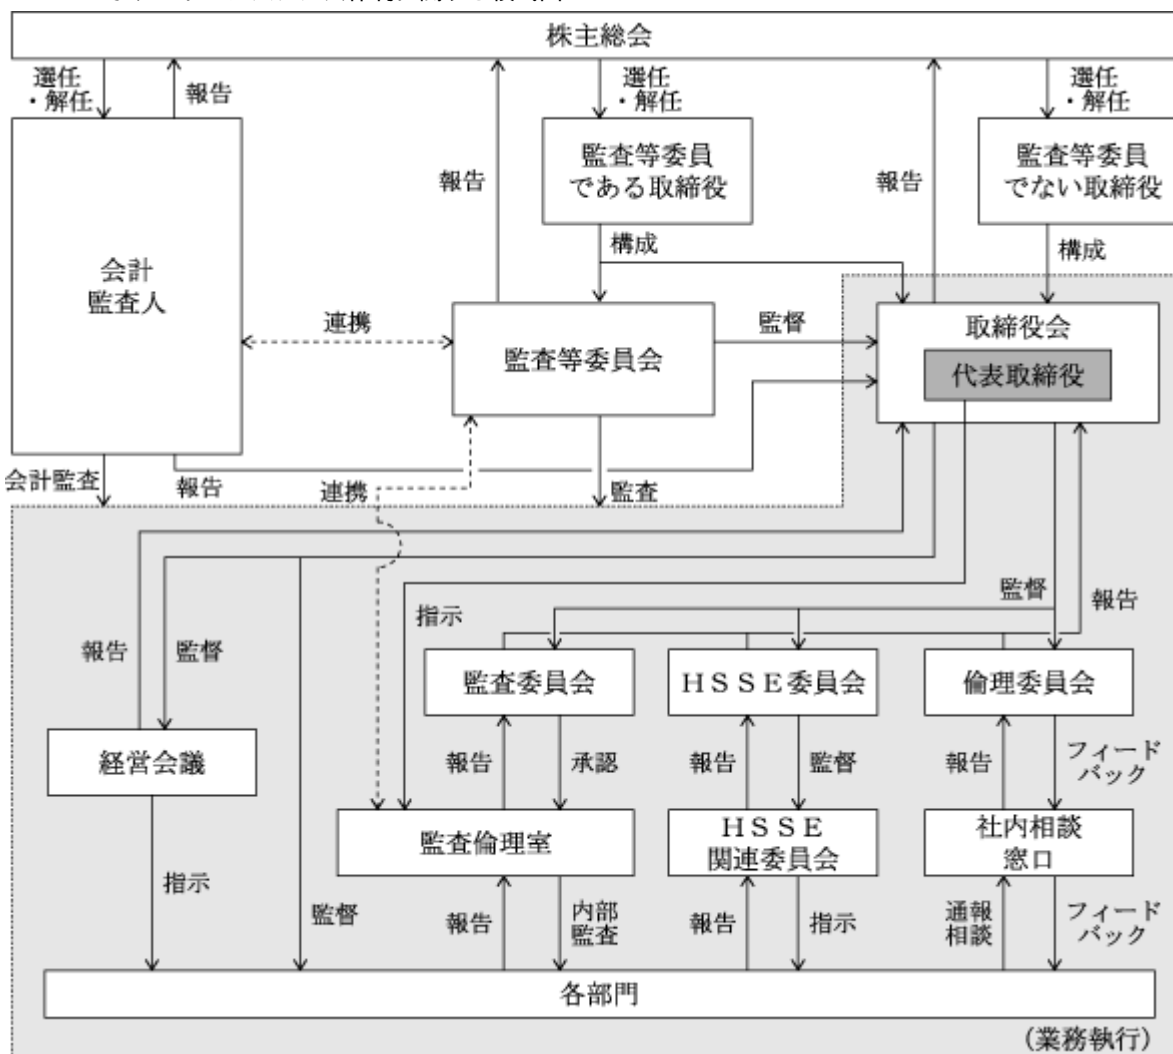 株主総会
選任
・解任
報告
報告
選任
・解任
報告
選任
・解任
会計
監査人
監査等委員
である取締役
監査等委員
でない取締役
構成
構成
連携
監査等委員会
監督
取締役会
代表取締役
会計監査
報告
連携
監査
報告
監督
指示
監督
報告
監査委員会
ＨＳＳＥ委員会
倫理委員会
経営会議
報告
承認
報告
監督
報告
フィード
バック
監査倫理室
ＨＳＳＥ
関連委員会
社内相談
窓口
指示
監督
報告
内部
監査
報告
指示
通報
相談
フィード
バック
各部門
（業務執行）